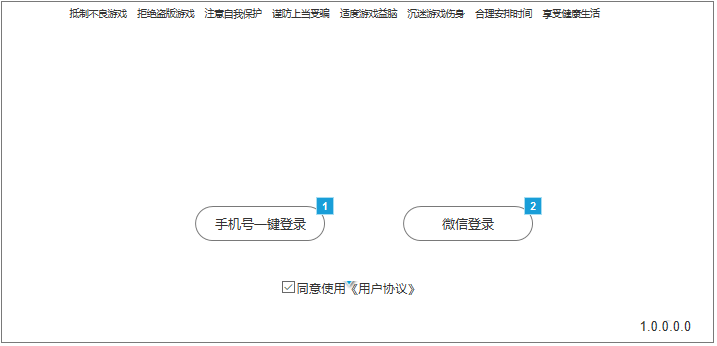 抵制不良游戏 拒绝盗版游戏 注意自我保护 谨防上当受骗 适度游戏益脑 沉迷游戏伤身 合理安排时间 享受健康生活
1
2
手机号一键登录
微信登录
同意使用《用户协议》
1.0.0.0.0